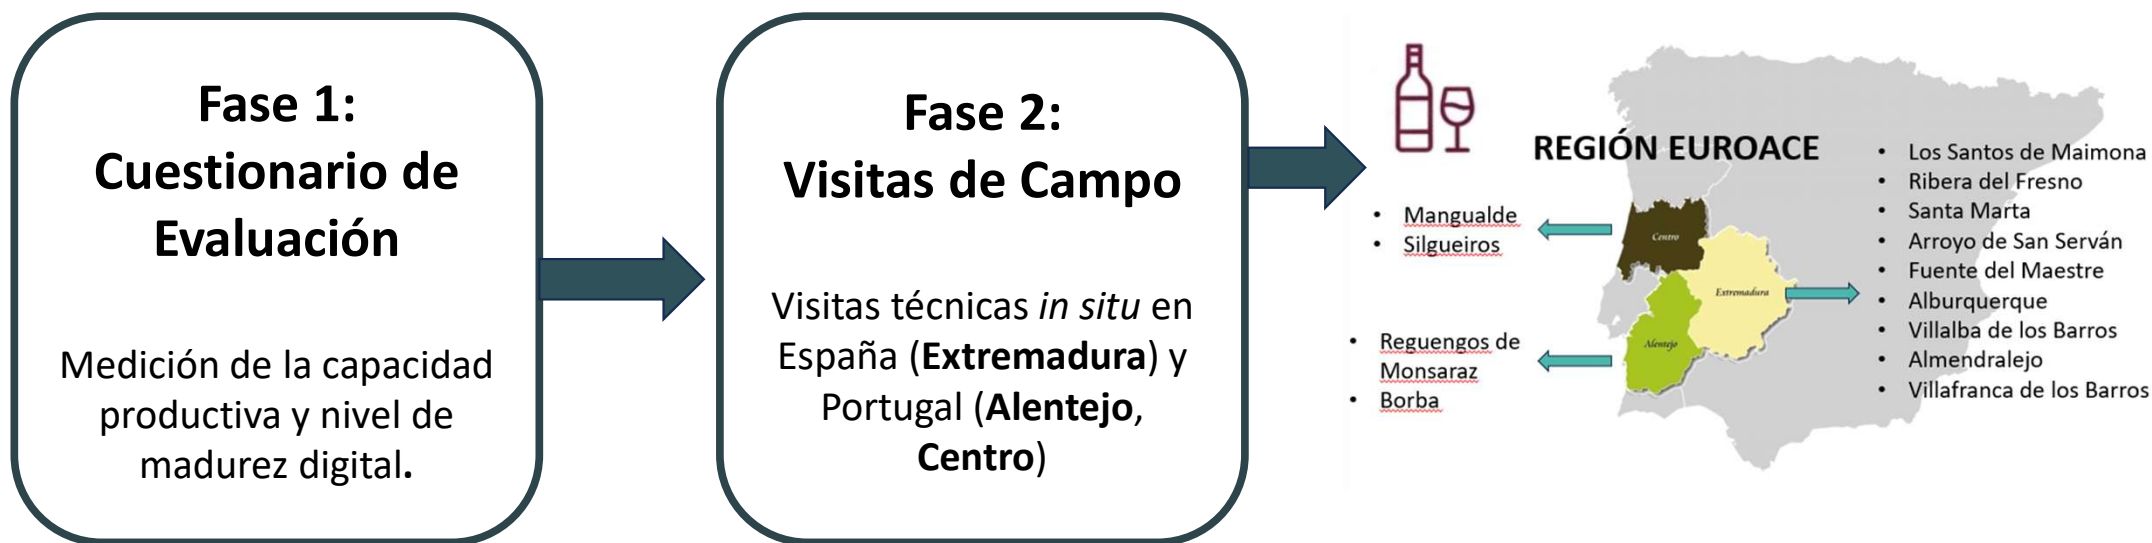 Fase 1:
Cuestionario de
Evaluación
Medición de la capacidad
productiva y nivel de
madurez digital.
Fase 2:
Visitas de Campo
Visitas técnicas in situ en
España (Extremadura) y
Portugal (Alentejo,
Centro)
REGIÓN EUROACE
• Mangualde
• Silgueiros
• Reguengos de
Monsaraz
• Borba
Centro
Extremadura
Alentejo
• Los Santos de Maimona
• Ribera del Fresno
• Santa Marta
• Arroyo de San Serván
• Fuente del Maestre
• Alburquerque
• Villalba de los Barros
• Almendralejo
• Villafranca de los Barros